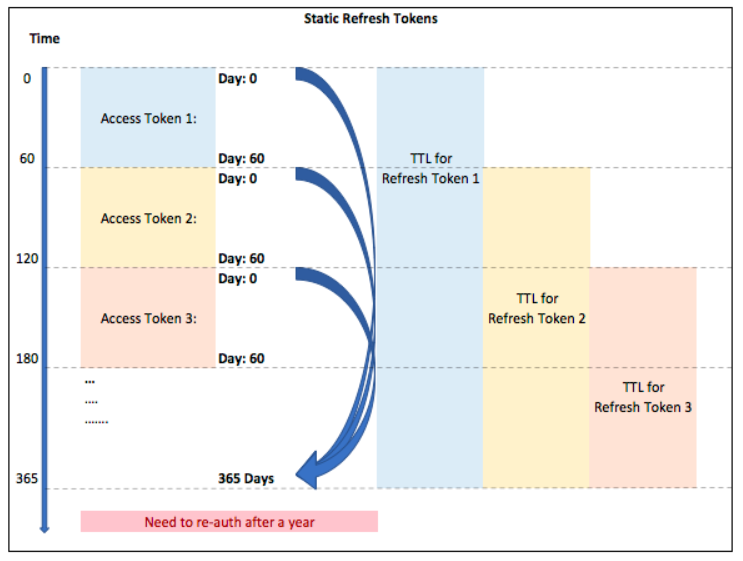 Static Refresh Tokens
Time
0
Day: 0
Access Token 1:
60
Day: 60
TTL for
Refresh Token 1
Day: 0
Access Token 2:
120
Day: 60
Day: 0
TTL for
Refresh Token 2
Access Token 3:
180
Day: 60
...
....
.......
TTL for
Refresh Token 3
365
365 Days
Need to re-auth after a year